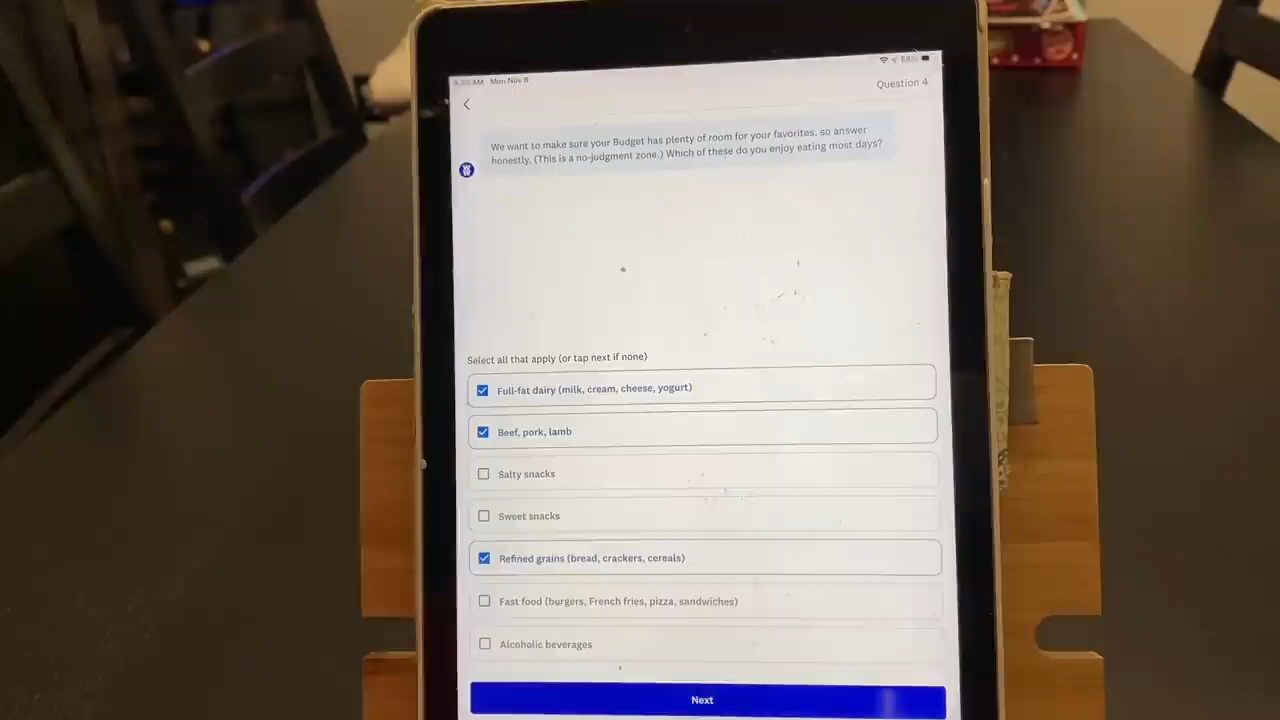 AM Mon Nov 8
88%
Question 4
We want to make sure your Budget has plenty of room for your favorites, so answer
honestly. (This is a no-judgment zone.) Which of these do you enjoy eating most days?
Select all that apply (or tap next if none)
Full-fat dairy (milk, cream, cheese, yogurt)
Beef, pork, lamb
Salty snacks
Sweet snacks
Refined grains (bread, crackers, cereals)
Fast food (burgers, French fries, pizza, sandwiches)
Alcoholic beverages
Next